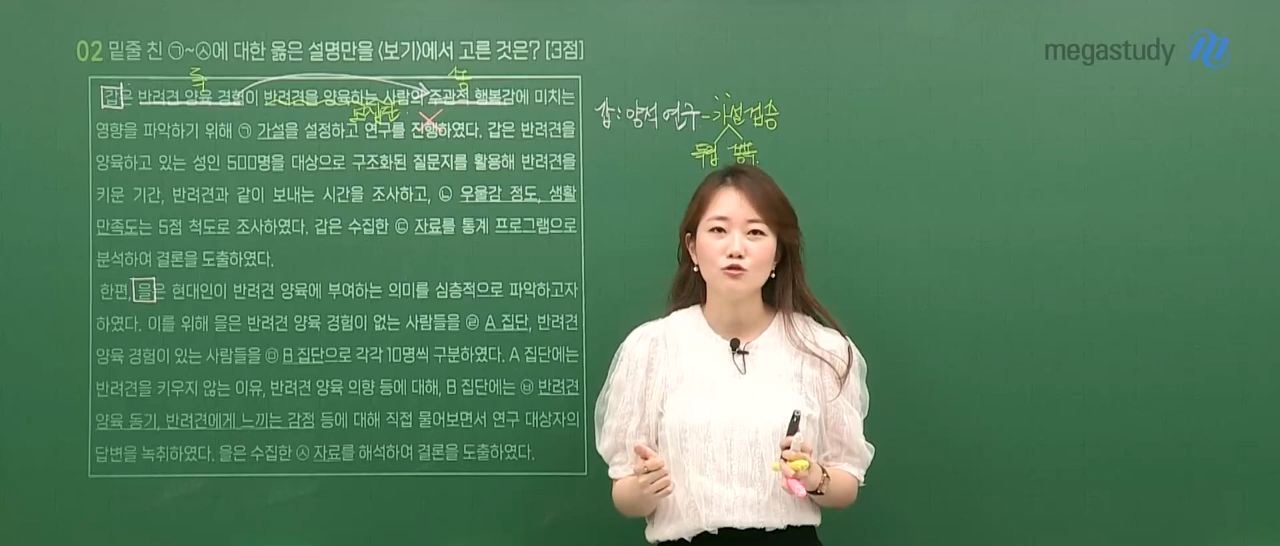 02 밑줄 친 ㉠~㉦에 대한 옳은 설명만을 <보기>에서 고른 것은? [3점]
megastudy
갑은 반려견 양육 경험이 반려견을 양육하는 사람의 주관적 행복감에 미치는
영향을 파악하기 위해 ㉠ 가설을 설정하고 연구를 진행하였다. 갑은 반려견을
양육하고 있는 성인 500명을 대상으로 구조화된 질문지를 활용해 반려견을
키운 기간, 반려견과 같이 보내는 시간을 조사하고, ㉡ 우울감 정도, 생활
만족도는 5점 척도로 조사하였다. 갑은 수집한 ㉢ 자료를 통계 프로그램으로
분석하여 결론을 도출하였다.
한편, 을은 현대인이 반려견 양육에 부여하는 의미를 심층적으로 파악하고자
하였다. 이를 위해 을은 반려견 양육 경험이 없는 사람들을 ㉣ A 집단, 반려견
양육 경험이 있는 사람들을 ㉤ B 집단으로 각각 10명씩 구분하였다. A 집단에는
반려견을 키우지 않는 이유, 반려견 양육 의향 등에 대해, B 집단에는 ㉥ 반려견
양육 동기, 반려견에게 느끼는 감정 등에 대해 직접 물어보면서 연구 대상자의
답변을 녹취하였다. 을은 수집한 ㉦ 자료를 해석하여 결론을 도출하였다.
독
종
모집단
갑 : 양적 연구 - 가설 검증
독립 종속